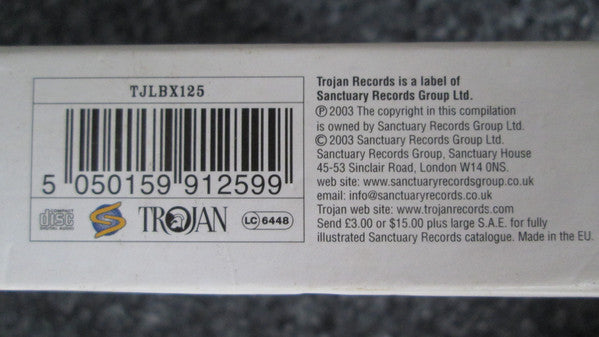 TJLBX125
5 050159 912599
COMPACT
disc
DIGITAL AUDIO
S
TROJAN
LC 6448
Trojan Records is a label of
Sanctuary Records Group Ltd.
Ⓟ 2003 The copyright in this compilation
is owned by Sanctuary Records Group Ltd.
© 2003 Sanctuary Records Group Ltd.
Sanctuary Records Group, Sanctuary House
45-53 Sinclair Road, London W14 0NS.
web site: www.sanctuaryrecordsgroup.co.uk
email: info@sanctuaryrecords.co.uk
Trojan web site: www.trojanrecords.com
Send £3.00 or $15.00 plus large S.A.E. for fully
illustrated Sanctuary Records catalogue. Made in the EU.